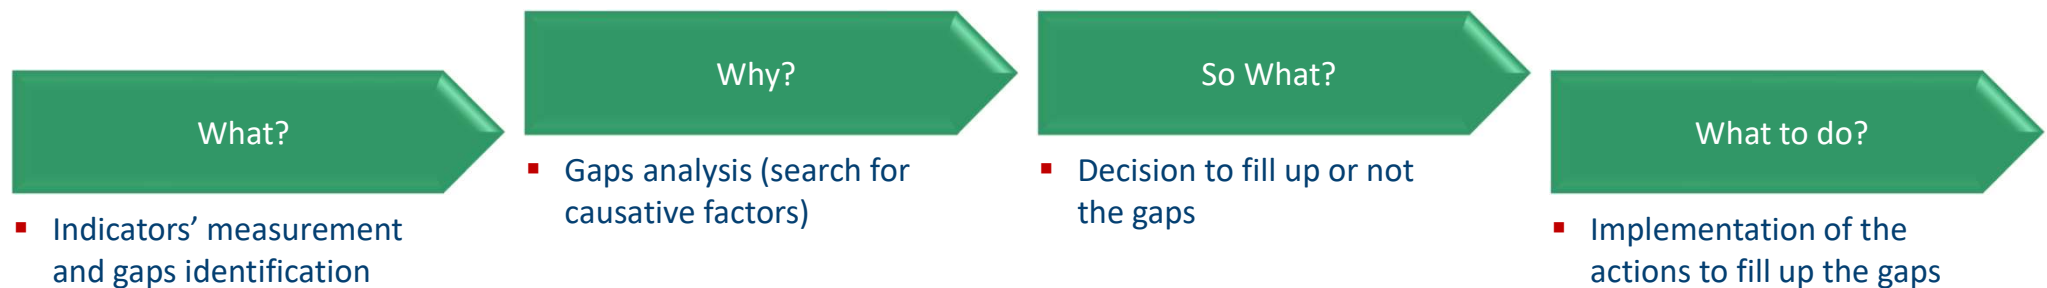 What?
▪ Indicators’ measurement
and gaps identification
Why?
▪ Gaps analysis (search for
causative factors)
So What?
▪ Decision to fill up or not
the gaps
What to do?
▪ Implementation of the
actions to fill up the gaps